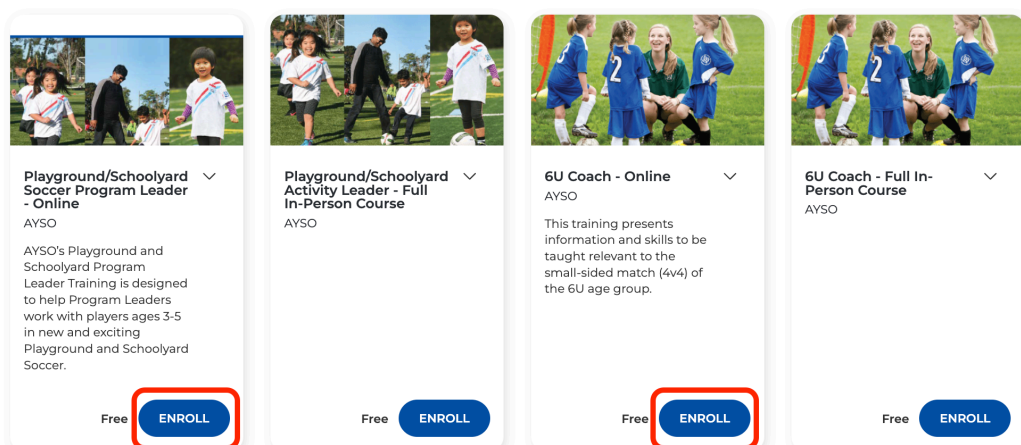 Playground/Schoolyard
Soccer Program Leader
- Online
AYSO
AYSO's Playground and
Schoolyard Program
Leader Training is designed
to help Program Leaders
work with players ages 3-5
in new and exciting
Playground and Schoolyard
Soccer.
Free ENROLL
Playground/Schoolyard
Activity Leader - Full
In-Person Course
AYSO
Free ENROLL
2
6U Coach - Online
AYSO
This training presents
information and skills to be
taught relevant to the
small-sided match (4v4) of
the 6U age group.
Free ENROLL
2
6U Coach - Full In-
Person Course
AYSO
Free ENROLL